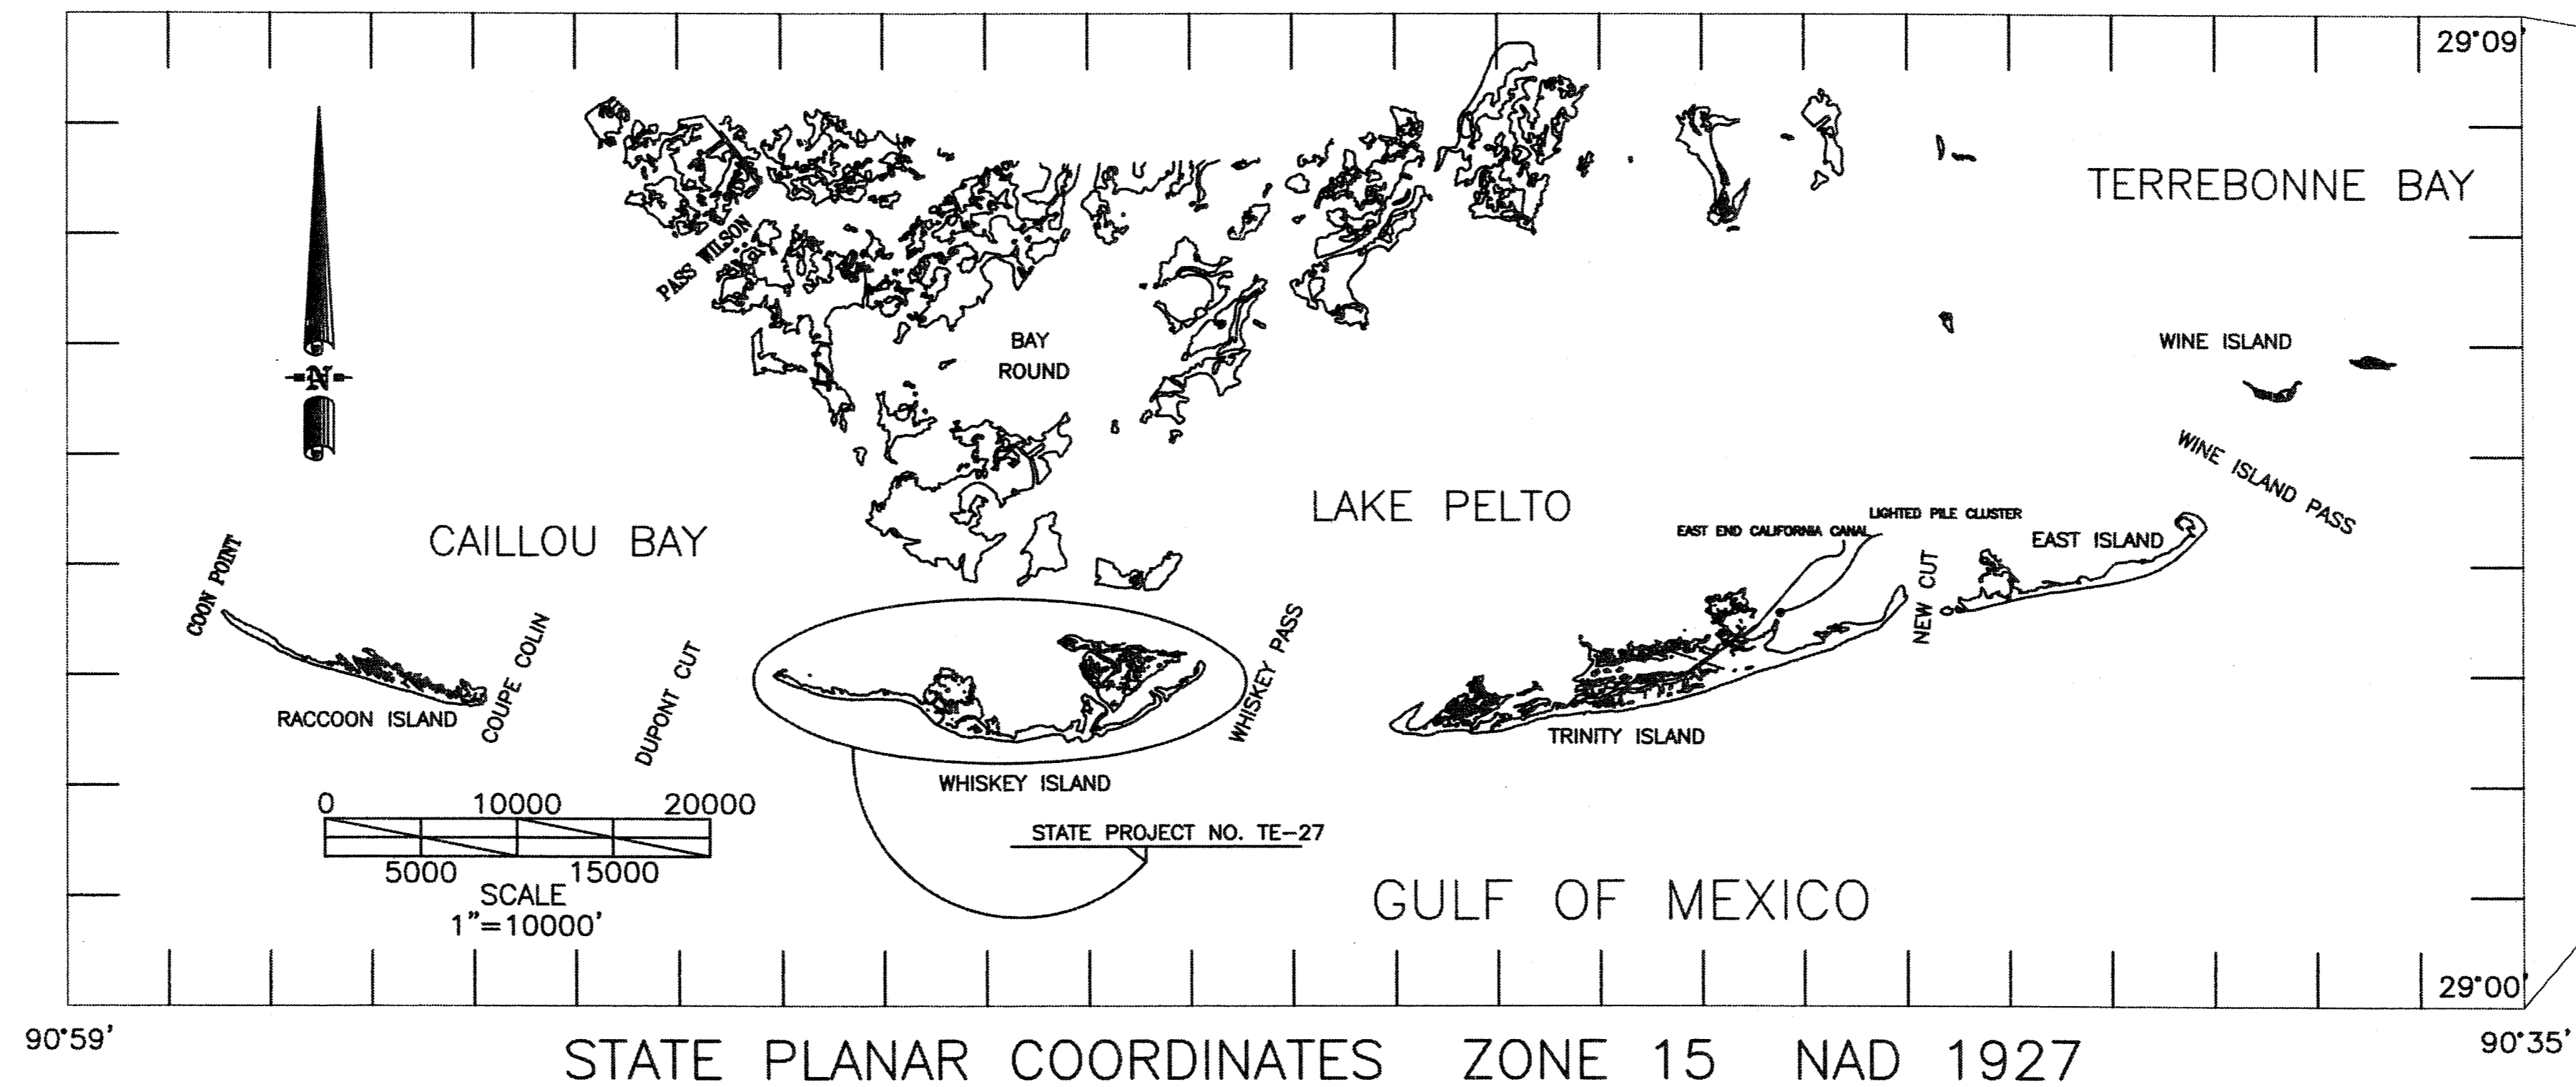 29°09'
TERREBONNE BAY
PASS WILSON
N
BAY
ROUND
WINE ISLAND
WINE ISLAND PASS
LAKE PELTO
LIGHTED PILE CLUSTER
EAST END CALIFORNIA CANAL
EAST ISLAND
CAILLOU BAY
COON POINT
NEW CUT
COUPE COLIN
DUPONT CUT
WHISKEY PASS
RACCOON ISLAND
TRINITY ISLAND
WHISKEY ISLAND
0 10000 20000
5000 15000
SCALE
1"=10000'
STATE PROJECT NO. TE-27
GULF OF MEXICO
29°00'
90°59'
90°35'
STATE PLANAR COORDINATES ZONE 15 NAD 1927